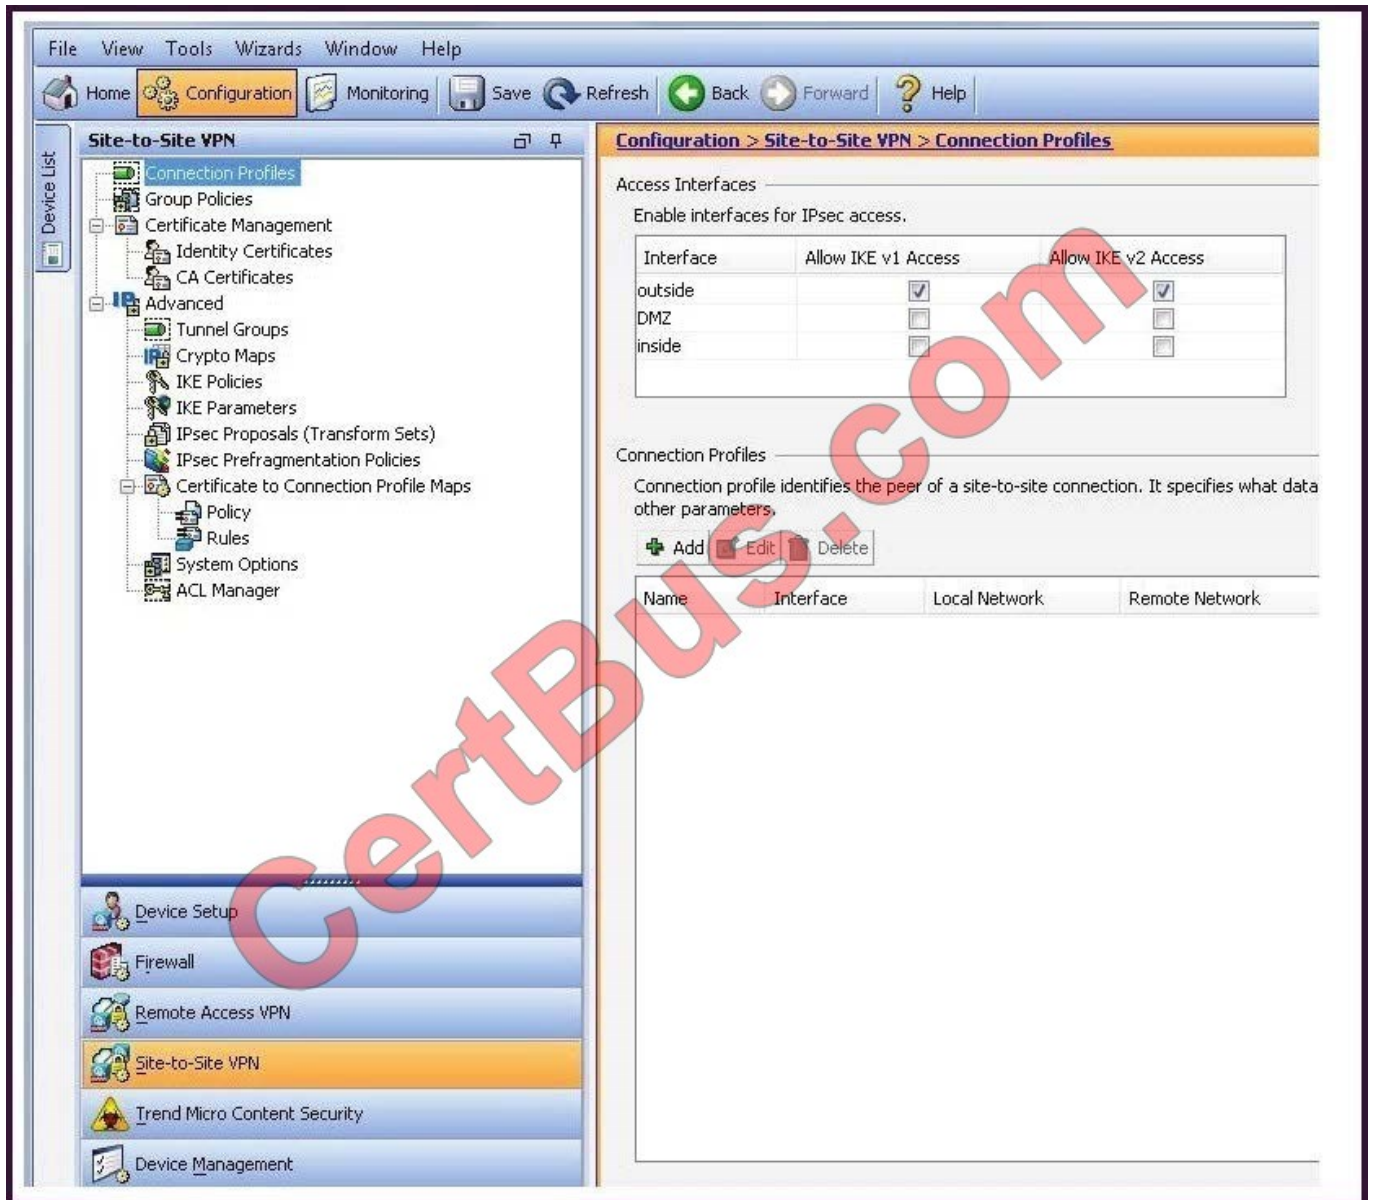 File View Tools Wizards Window Help
Home Configuration Monitoring Save Refresh Back Forward Help
Device List
Site-to-Site VPN
Connection Profiles
Group Policies
Certificate Management
Identity Certificates
CA Certificates
Advanced
Tunnel Groups
Crypto Maps
IKE Policies
IKE Parameters
IPsec Proposals (Transform Sets)
IPsec Prefragmentation Policies
Certificate to Connection Profile Maps
Policy
Rules
System Options
ACL Manager
Device Setup
Firewall
Remote Access VPN
Site-to-Site VPN
Trend Micro Content Security
Device Management
Configuration > Site-to-Site VPN > Connection Profiles
Access Interfaces
Enable interfaces for IPsec access.
Interface Allow IKE v1 Access Allow IKE v2 Access
outside
DMZ
inside
Connection Profiles
Connection profile identifies the peer of a site-to-site connection. It specifies what data
other parameters.
Add Edit Delete
Name Interface Local Network Remote Network
CertBus.com